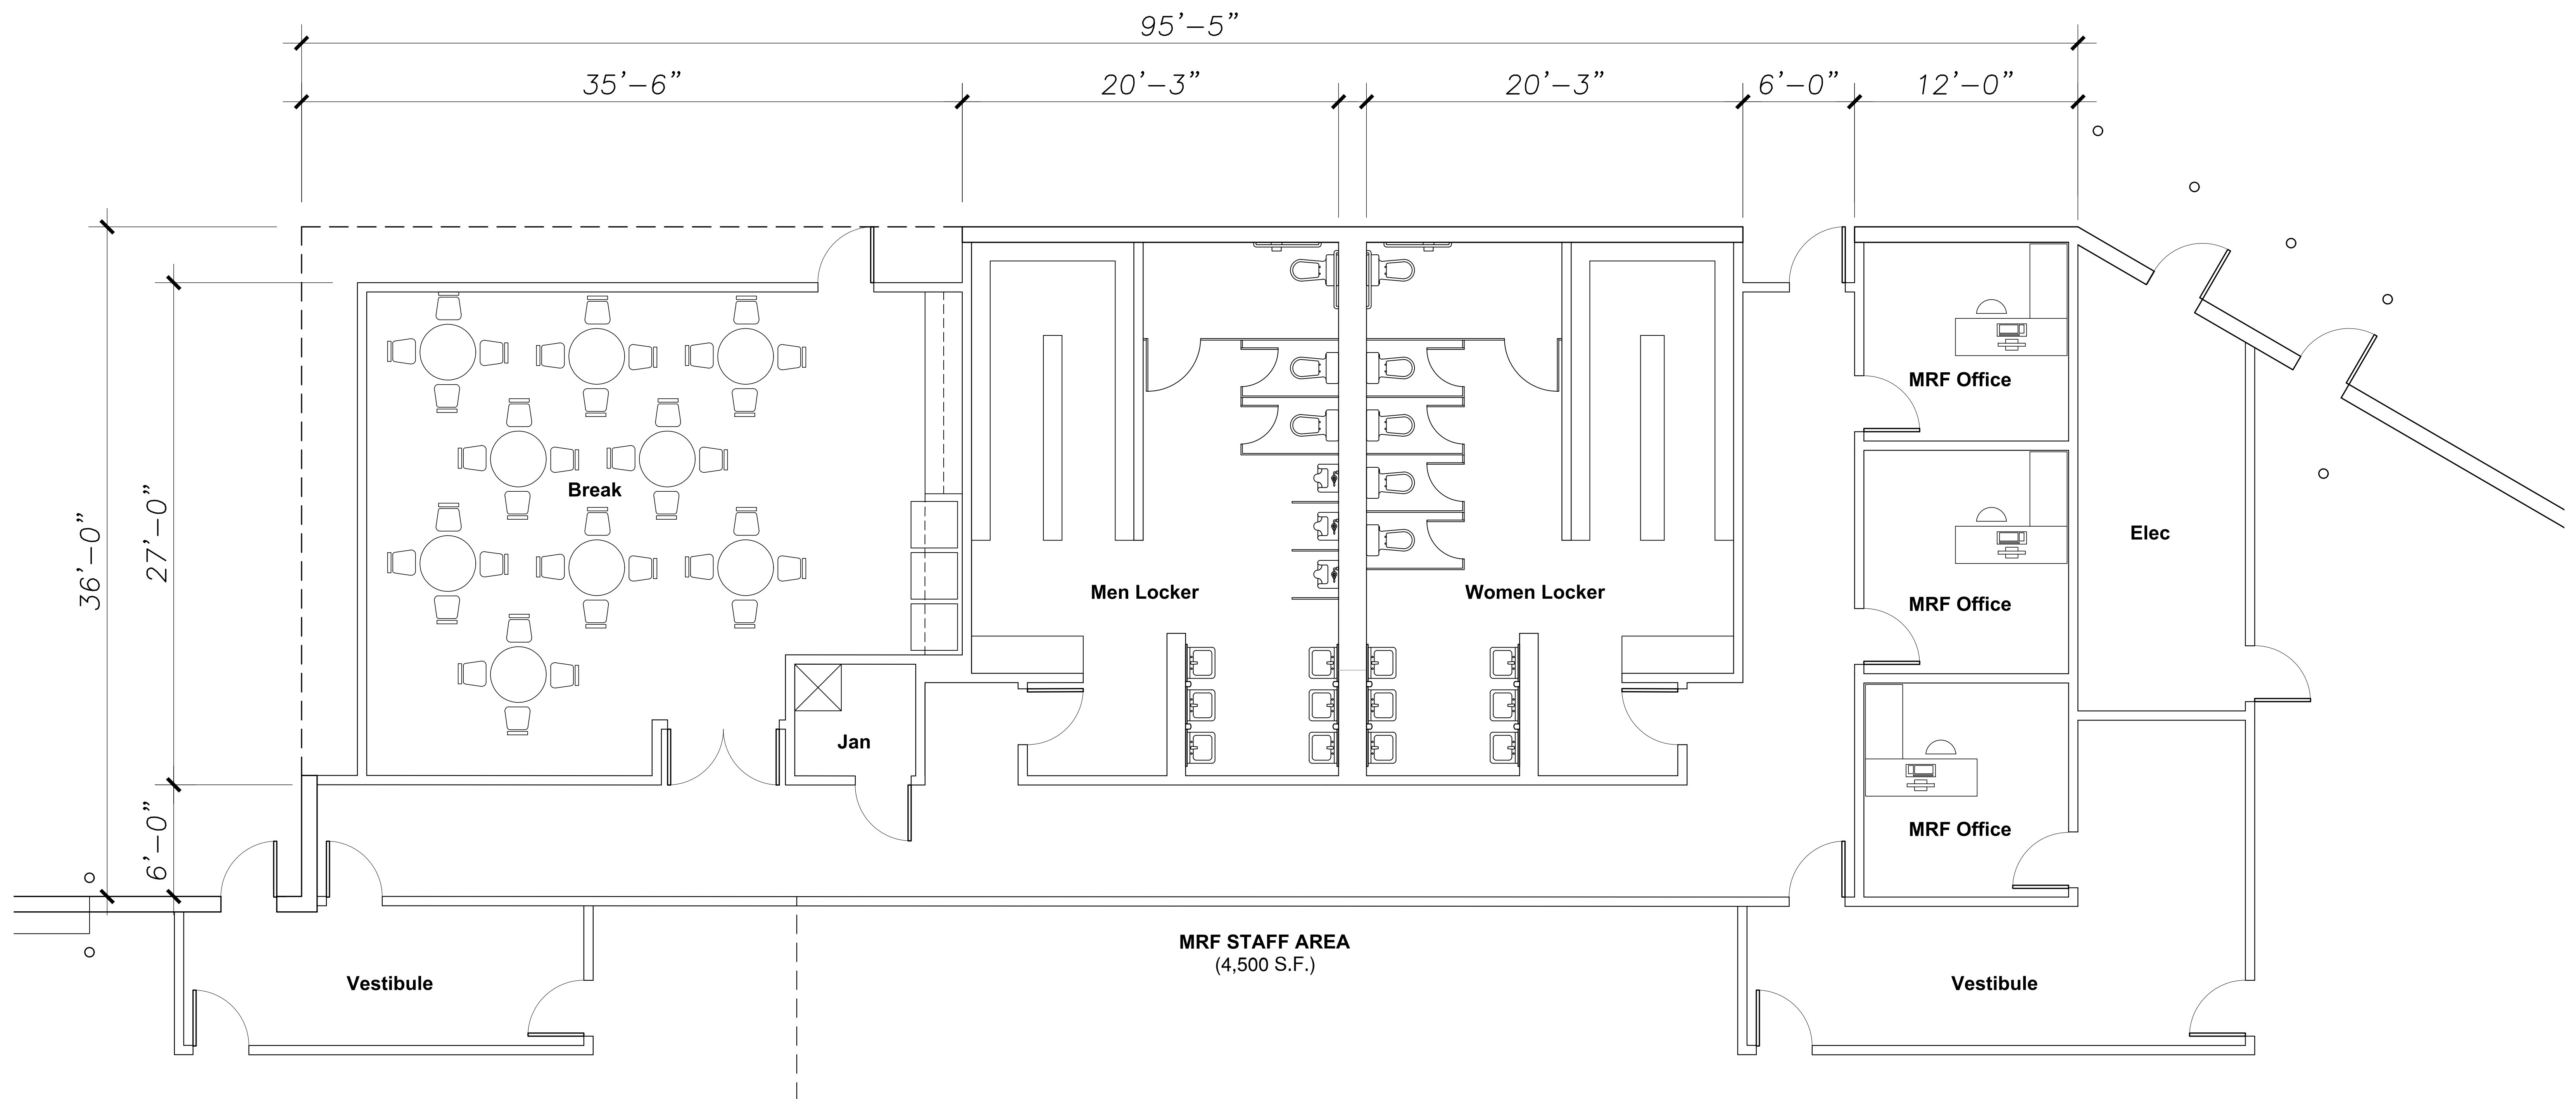 95'-5"
35'-6"
20'-3"
20'-3"
6'-0"
12'-0"
36'-0"
27'-0"
6'-0"
MRF Office
Break
Elec
Men Locker
Women Locker
MRF Office
Jan
MRF Office
MRF STAFF AREA
(4,500 S.F.)
Vestibule
Vestibule